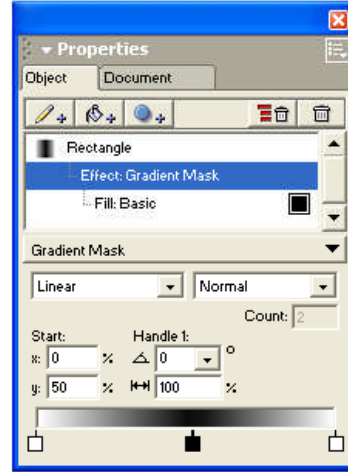 Properties
Object Document
Rectangle
Effect: Gradient Mask
Fill: Basic
Gradient Mask
Linear Normal
Count: 2
Start: Handle 1:
x: 0 % 0 °
y: 50 % 100 %